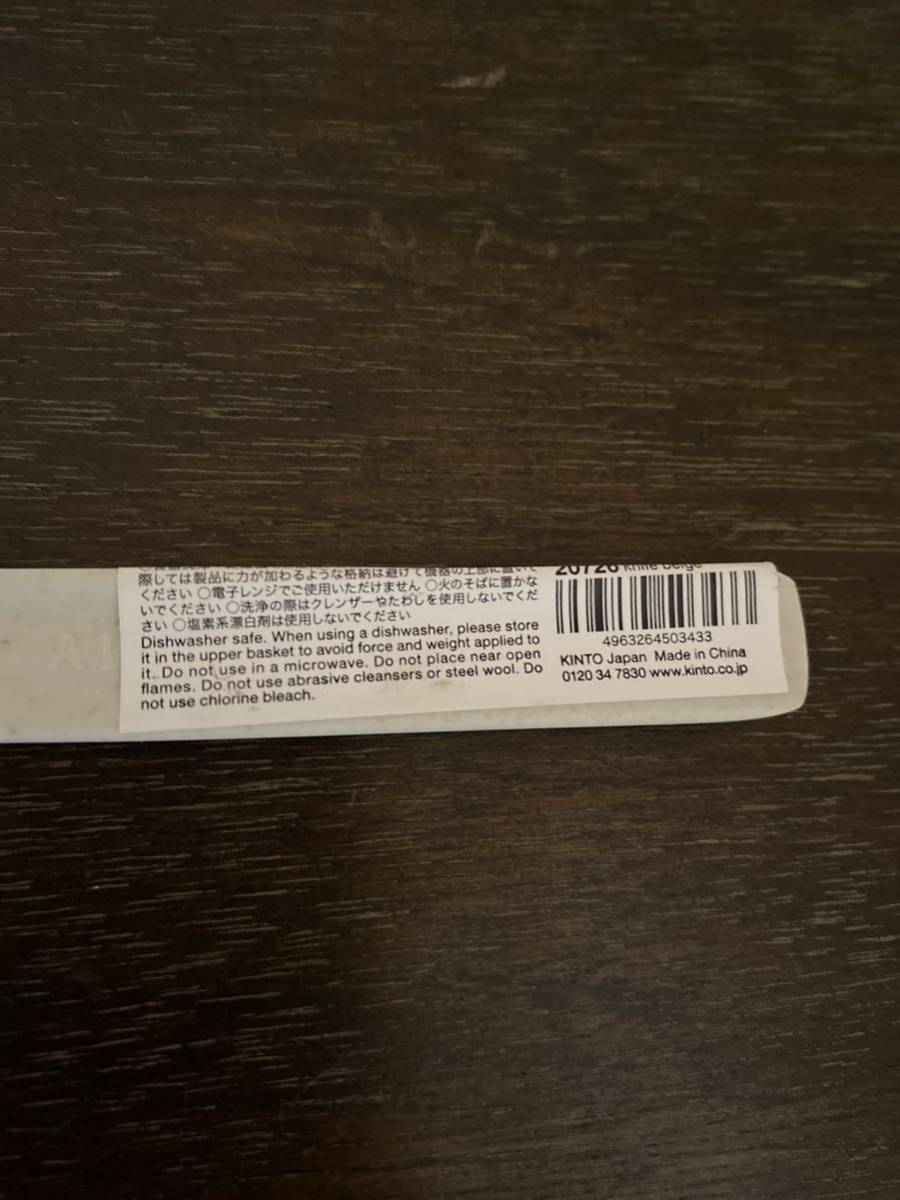 際しては製品に力が加わるような格納は避けて機器の上部に置いて
ください ○電子レンジでご使用いただけません ○火のそばに置かな
いでください ○洗浄の際はクレンザーやたわしを使用しないでくだ
さい ○塩素系漂白剤は使用しないでください
Dishwasher safe. When using a dishwasher, please store
it in the upper basket to avoid force and weight applied to
it. Do not use in a microwave. Do not place near open
flames. Do not use abrasive cleansers or steel wool. Do
not use chlorine bleach.
20726 knife beige
4963264503433
KINTO Japan Made in China
0120 34 7830 www.kinto.co.jp